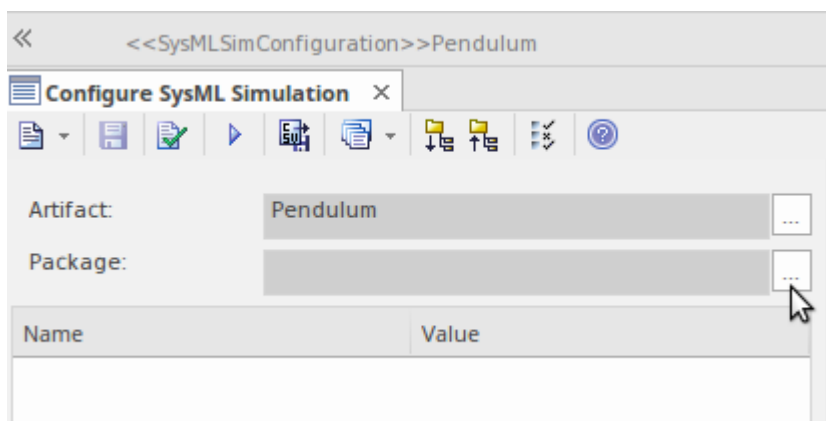 <<SysMLSimConfiguration>>Pendulum
Configure SysML Simulation
Artifact: Pendulum ...
Package: ...
Name Value